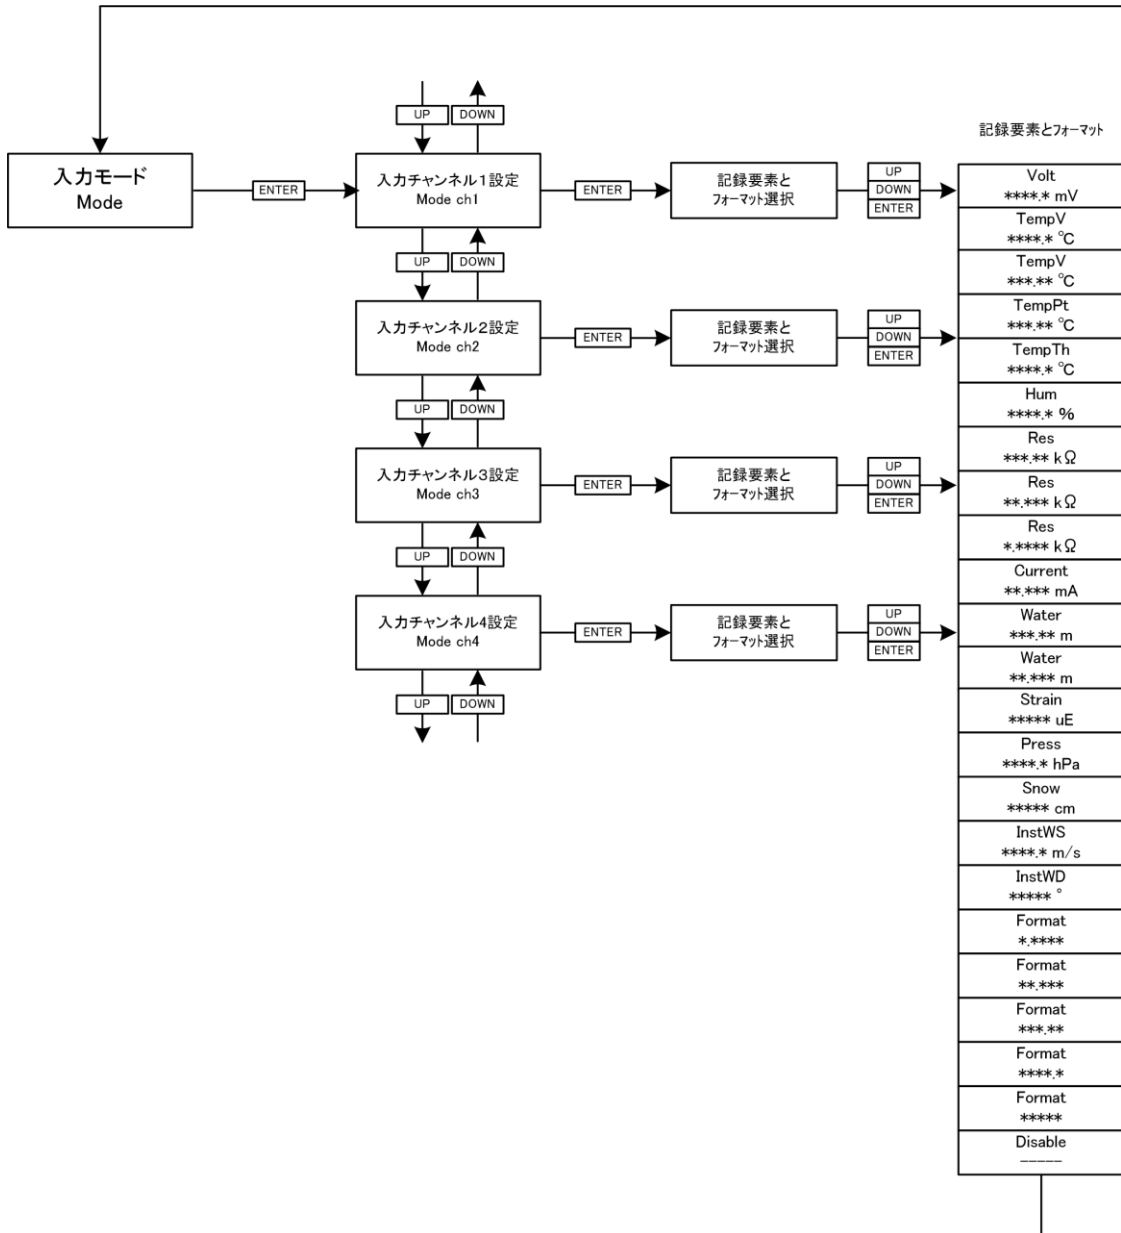 UP
DOWN
記録要素とフォーマット
入力モード
Mode
ENTER
入力チャンネル1設定
Mode ch1
ENTER
記録要素と
フォーマット選択
UP
DOWN
ENTER
UP
DOWN
入力チャンネル2設定
Mode ch2
ENTER
記録要素と
フォーマット選択
UP
DOWN
ENTER
UP
DOWN
入力チャンネル3設定
Mode ch3
ENTER
記録要素と
フォーマット選択
UP
DOWN
ENTER
UP
DOWN
入力チャンネル4設定
Mode ch4
ENTER
記録要素と
フォーマット選択
UP
DOWN
ENTER
UP
DOWN
Volt
****.* mV
TempV
****.* ℃
TempV
***.** ℃
TempPt
***.** ℃
TempTh
****.* ℃
Hum
****.* %
Res
***.** kΩ
Res
**.*** kΩ
Res
*.**** kΩ
Current
**.*** mA
Water
***.** m
Water
**.*** m
Strain
***** uE
Press
****.* hPa
Snow
***** cm
InstWS
****.* m/s
InstWD
***** °
Format
*.****
Format
**.***
Format
***.**
Format
****.*
Format
*****
Disable
-----